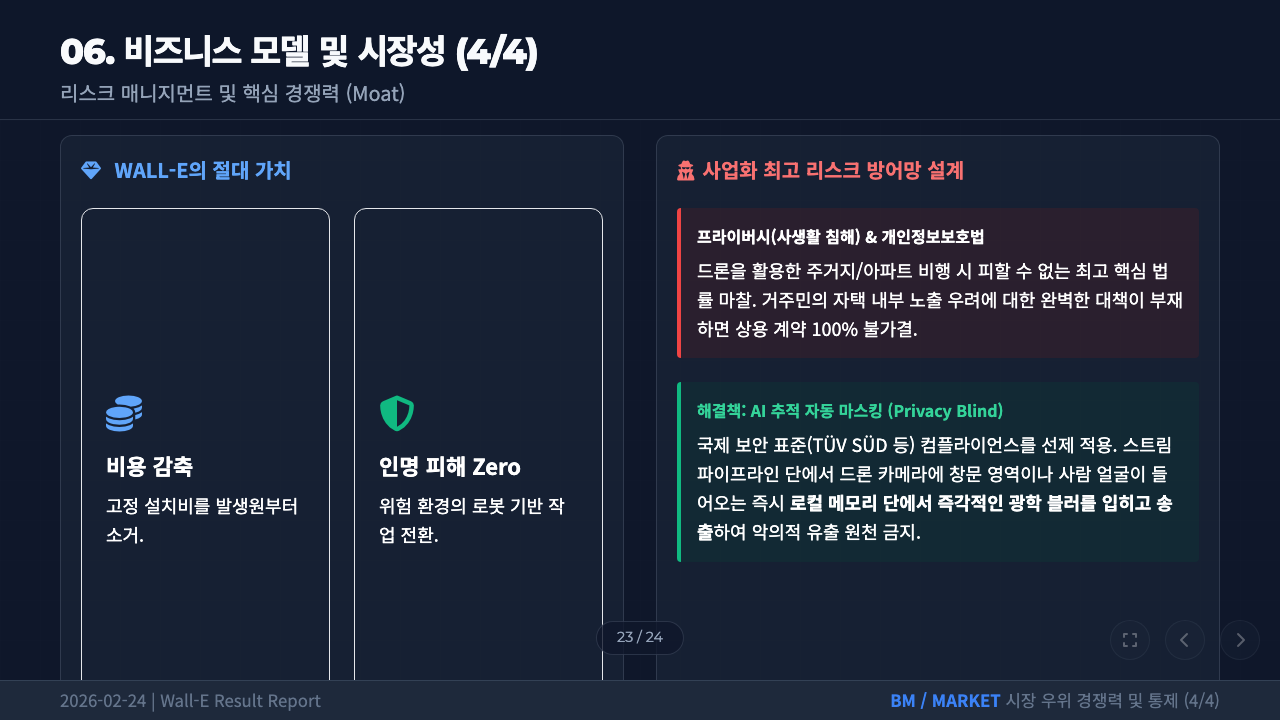 06. 비즈니스 모델 및 시장성 (4/4)
리스크 매니지먼트 및 핵심 경쟁력 (Moat)
WALL-E의 절대 가치
비용 감축
고정 설치비를 발생원부터
소거.
인명 피해 Zero
위험 환경의 로봇 기반 작
업 전환.
사업화 최고 리스크 방어망 설계
프라이버시(사생활 침해) & 개인정보보호법
드론을 활용한 주거지/아파트 비행 시 피할 수 없는 최고 핵심 법
률 마찰. 거주민의 자택 내부 노출 우려에 대한 완벽한 대책이 부재
하면 상용 계약 100% 불가결.
해결책: AI 추적 자동 마스킹 (Privacy Blind)
국제 보안 표준(TÜV SÜD 등) 컴플라이언스를 선제 적용. 스트림
파이프라인 단에서 드론 카메라에 창문 영역이나 사람 얼굴이 들
어오는 즉시 로컬 메모리 단에서 즉각적인 광학 블러를 입히고 송
출하여 악의적 유출 원천 금지.
23 / 24
2026-02-24 | Wall-E Result Report
BM / MARKET 시장 우위 경쟁력 및 통제 (4/4)